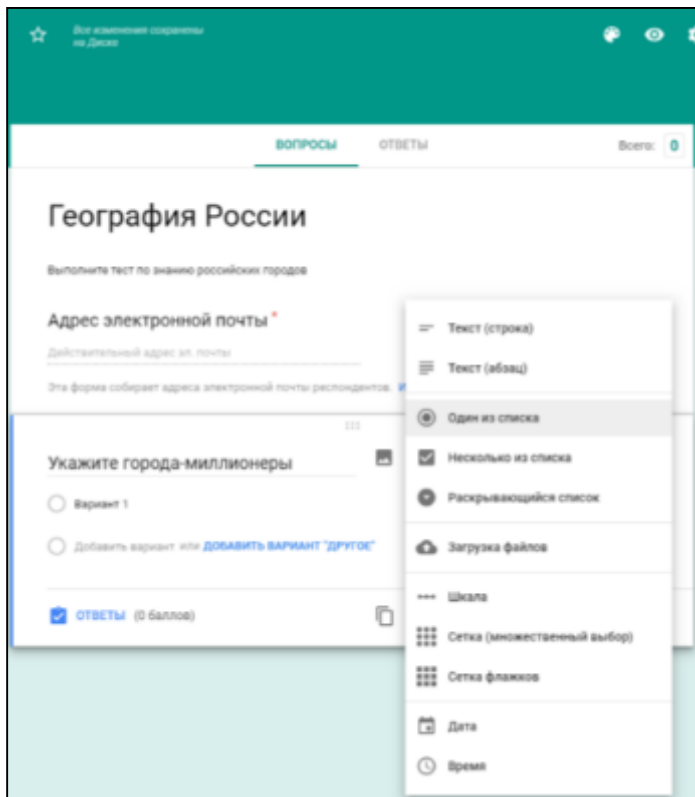 Все изменения сохранены
на Диске
ВОПРОСЫ
ОТВЕТЫ
Всего: 0
География России
Выполните тест по знанию российских городов
Адрес электронной почты *
Действительный адрес эл. почты
Эта форма собирает адреса электронной почты респондентов.
Укажите города-миллионеры
Вариант 1
Добавить вариант или ДОБАВИТЬ ВАРИАНТ "ДРУГОЕ"
ОТВЕТЫ (0 баллов)
Текст (строка)
Текст (абзац)
Один из списка
Несколько из списка
Раскрывающийся список
Загрузка файлов
Шкала
Сетка (множественный выбор)
Сетка флажков
Дата
Время